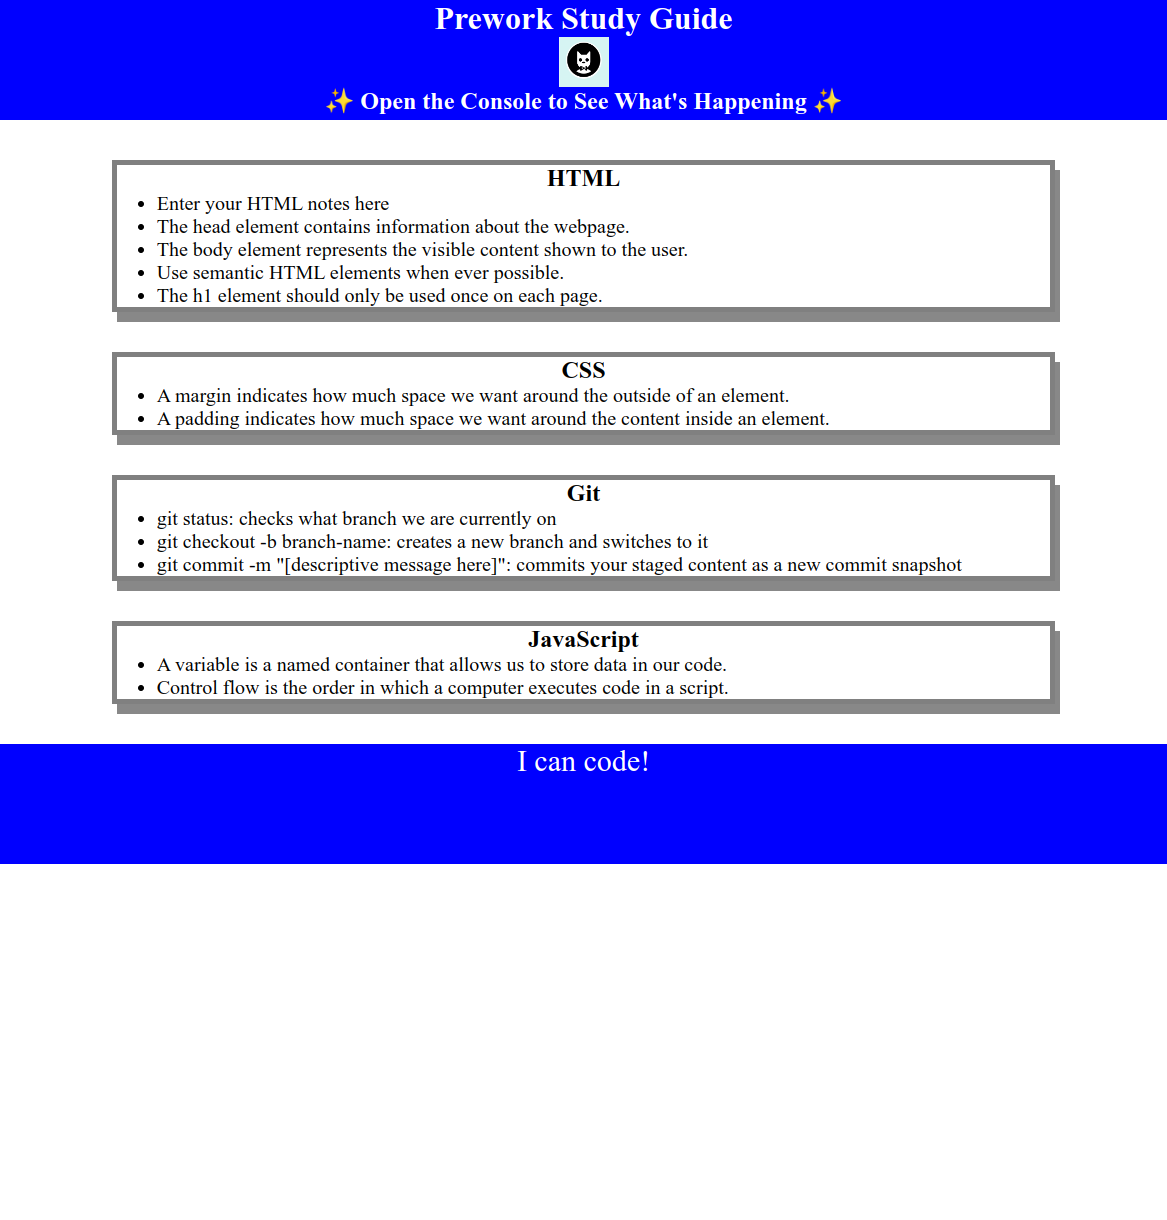 Prework Study Guide
✨ Open the Console to See What's Happening ✨
HTML
• Enter your HTML notes here
• The head element contains information about the webpage.
• The body element represents the visible content shown to the user.
• Use semantic HTML elements when ever possible.
• The h1 element should only be used once on each page.
CSS
• A margin indicates how much space we want around the outside of an element.
• A padding indicates how much space we want around the content inside an element.
Git
• git status: checks what branch we are currently on
• git checkout -b branch-name: creates a new branch and switches to it
• git commit -m "[descriptive message here]": commits your staged content as a new commit snapshot
JavaScript
• A variable is a named container that allows us to store data in our code.
• Control flow is the order in which a computer executes code in a script.
I can code!